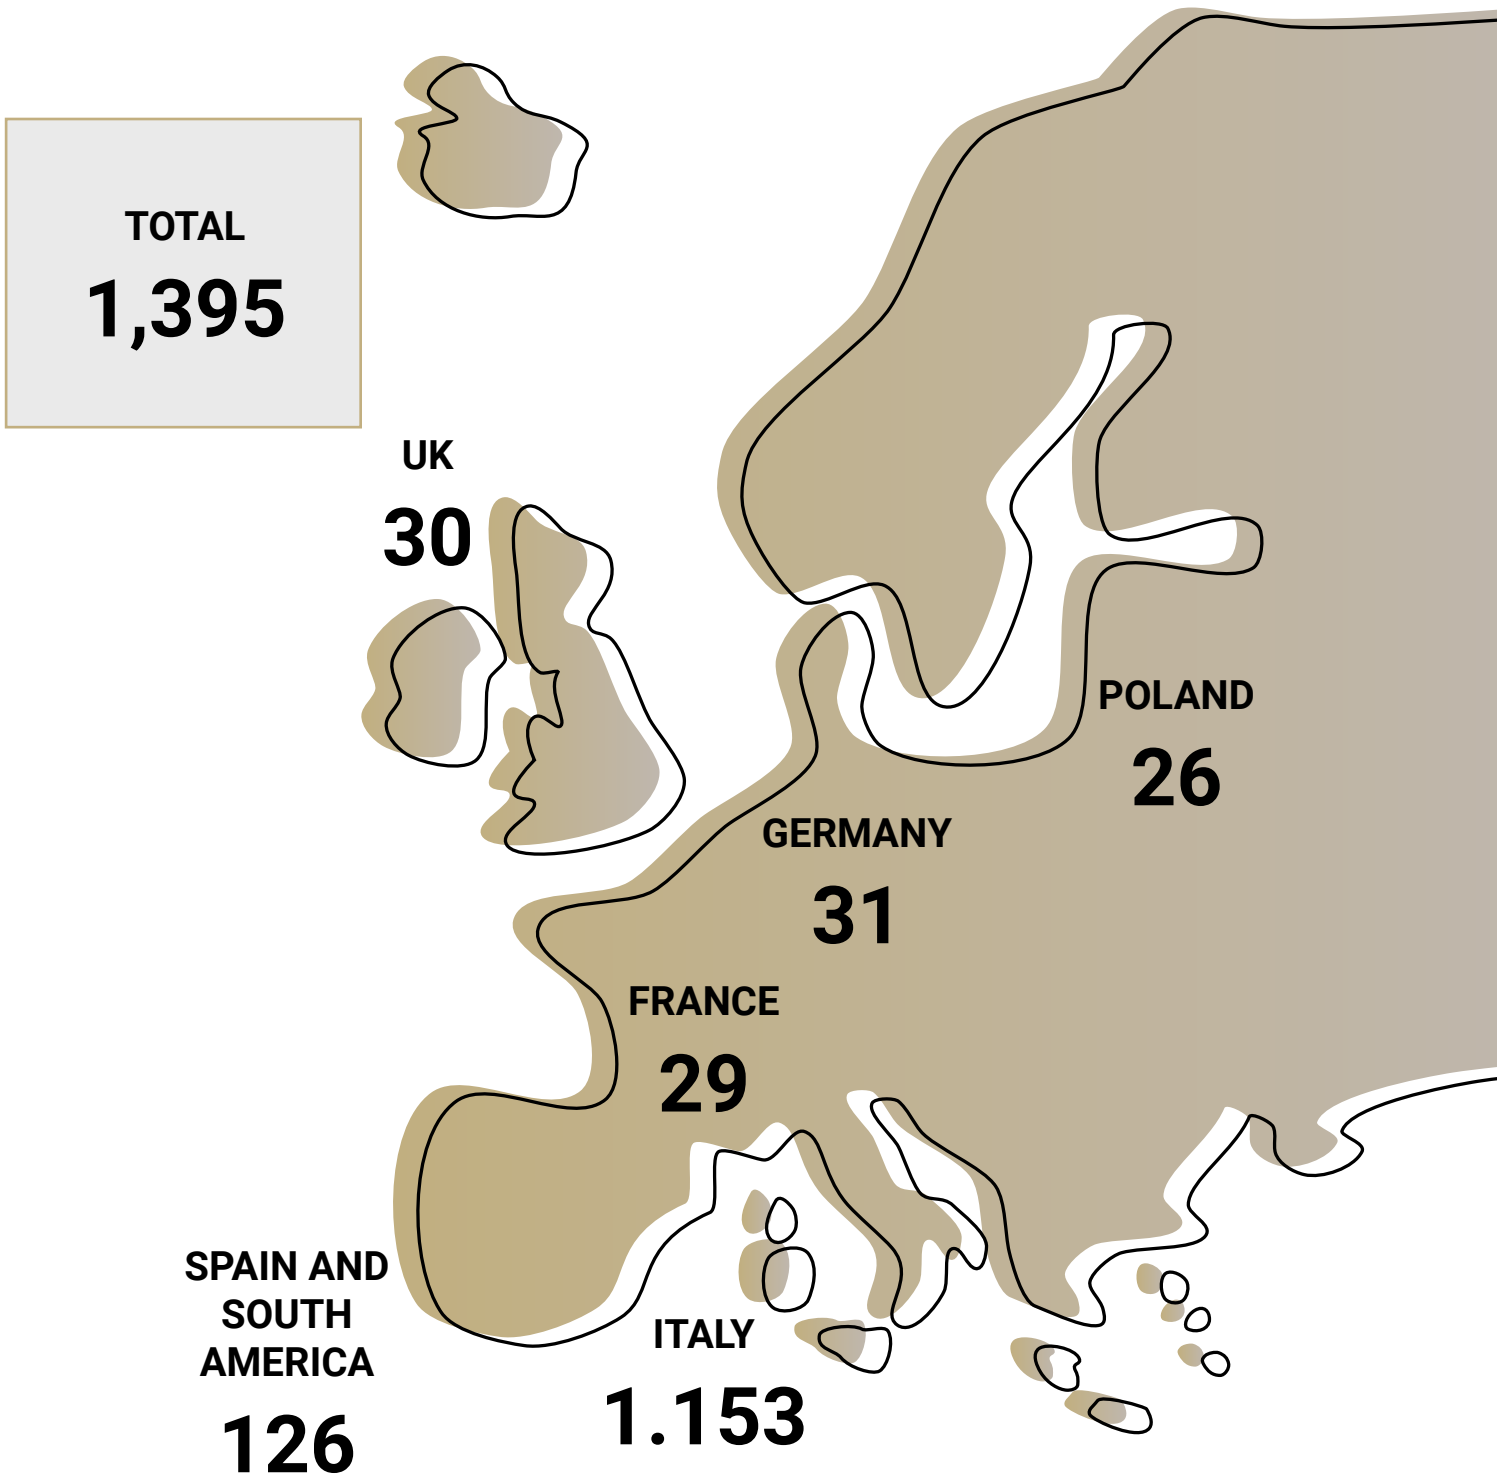 TOTAL
1,395
UK
30
POLAND
26
GERMANY
31
FRANCE
29
SPAIN AND
SOUTH
AMERICA
126
ITALY
1.153